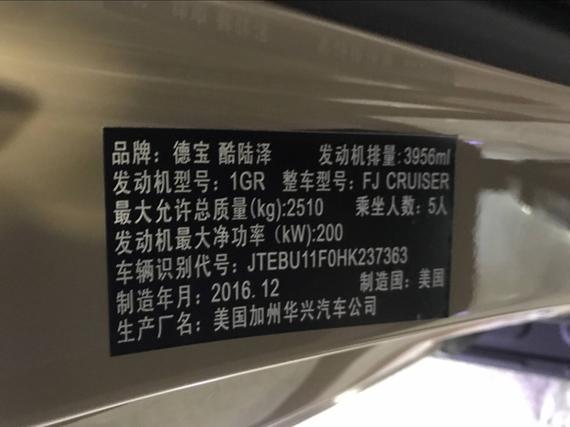 品牌：德宝 酷陆泽 发动机排量:3956ml
发动机型号：1GR 整车型号：FJ CRUISER
最大允许总质量(kg):2510 乘坐人数：5人
发动机最大净功率（kW):200
车辆识别代号：JTEBU11F0HK237363
制造年月：2016.12 制造国：美国
生产厂名：美国加州华兴汽车公司